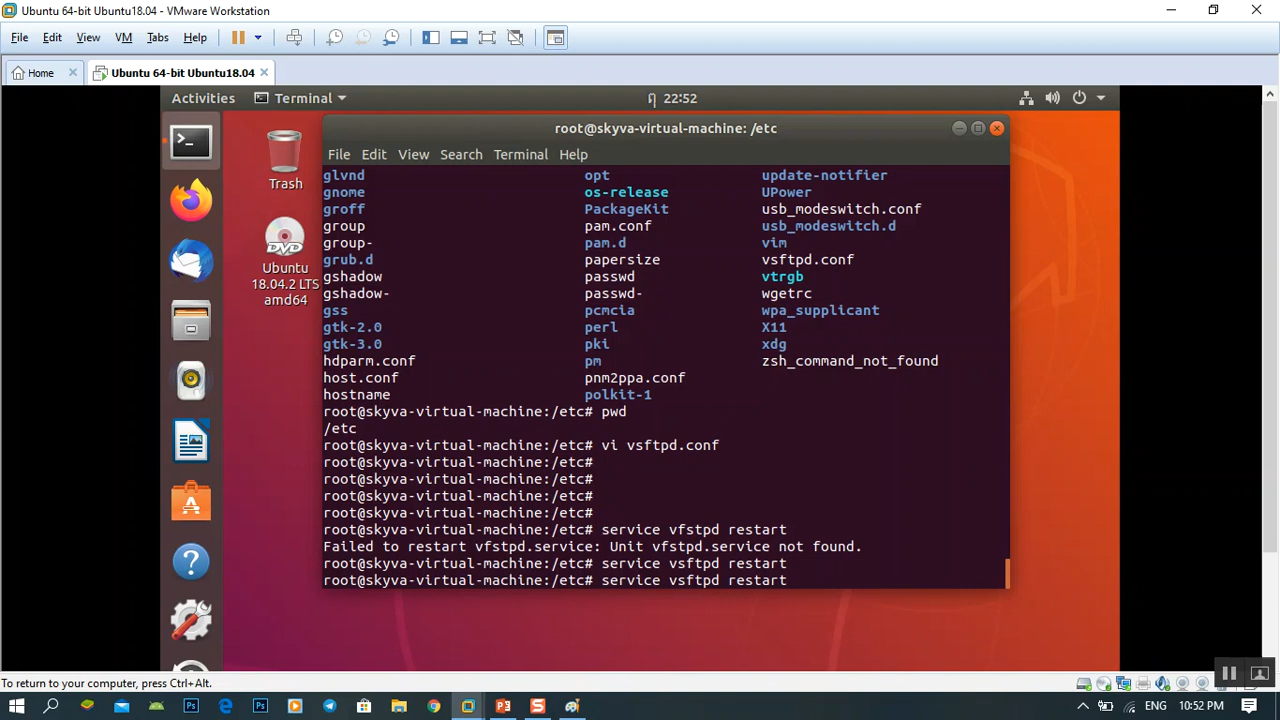 Ubuntu 64-bit Ubuntu18.04 - VMware Workstation
File Edit View VM Tabs Help
Home Ubuntu 64-bit Ubuntu18.04
Activities Terminal ฦ 22:52
root@skyva-virtual-machine: /etc
File Edit View Search Terminal Help
Trash
DVD
Ubuntu
18.04.2 LTS
amd64
glvnd opt update-notifier
gnome os-release UPower
groff PackageKit usb_modeswitch.conf
group pam.conf usb_modeswitch.d
group- pam.d vim
grub.d papersize vsftpd.conf
gshadow passwd vtrgb
gshadow- passwd- wgetrc
gss pcmcia wpa_supplicant
gtk-2.0 perl X11
gtk-3.0 pki xdg
hdparm.conf pm zsh_command_not_found
host.conf pnm2ppa.conf
hostname polkit-1
root@skyva-virtual-machine:/etc# pwd
/etc
root@skyva-virtual-machine:/etc# vi vsftpd.conf
root@skyva-virtual-machine:/etc#
root@skyva-virtual-machine:/etc#
root@skyva-virtual-machine:/etc#
root@skyva-virtual-machine:/etc#
root@skyva-virtual-machine:/etc# service vfstpd restart
Failed to restart vfstpd.service: Unit vfstpd.service not found.
root@skyva-virtual-machine:/etc# service vsftpd restart
root@skyva-virtual-machine:/etc# service vsftpd restart
To return to your computer, press Ctrl+Alt.
ENG 10:52 PM